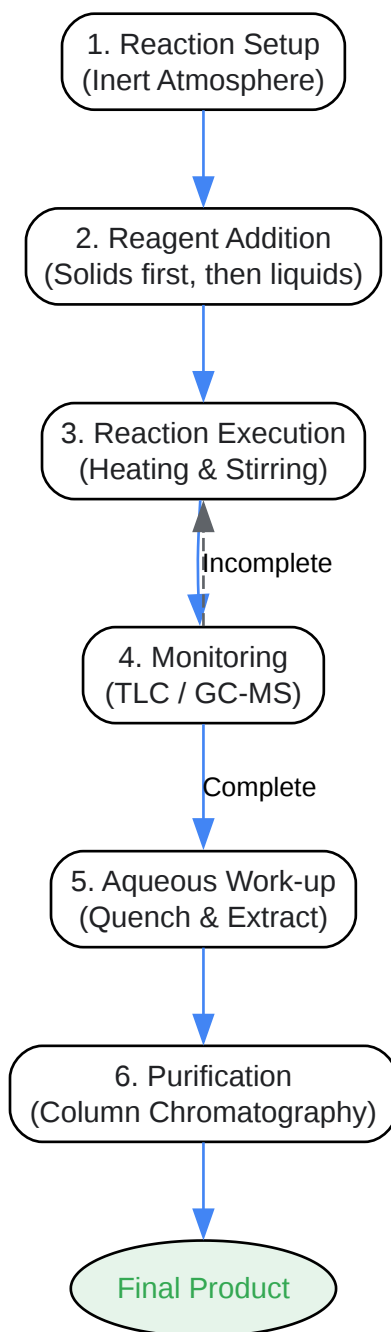 1. Reaction Setup
(Inert Atmosphere)
2. Reagent Addition
(Solids first, then liquids)
3. Reaction Execution
(Heating & Stirring)
Incomplete
4. Monitoring
(TLC / GC-MS)
Complete
5. Aqueous Work-up
(Quench & Extract)
6. Purification
(Column Chromatography)
Final Product